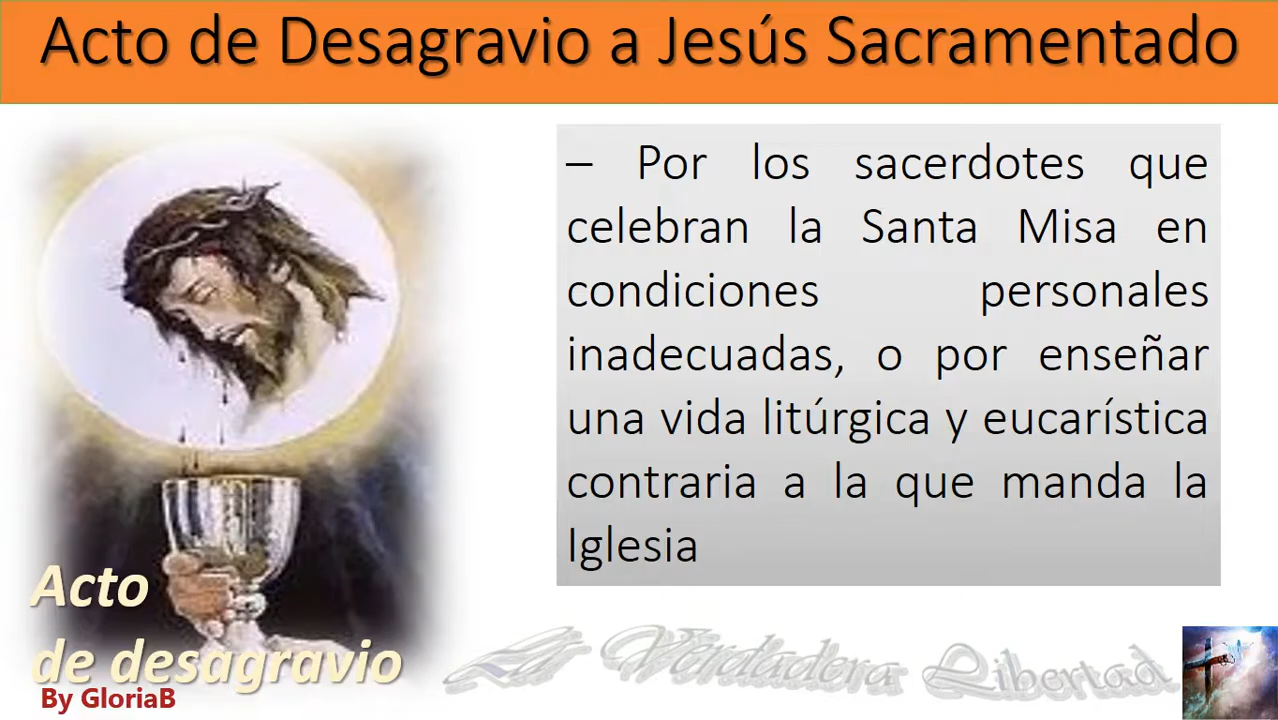 Acto de Desagravio a Jesús Sacramentado
– Por los sacerdotes que
celebran la Santa Misa en
condiciones personales
inadecuadas, o por enseñar
una vida litúrgica y eucarística
contraria a la que manda la
Iglesia
Acto
de desagravio
By GloriaB
La Verdadera Libertad